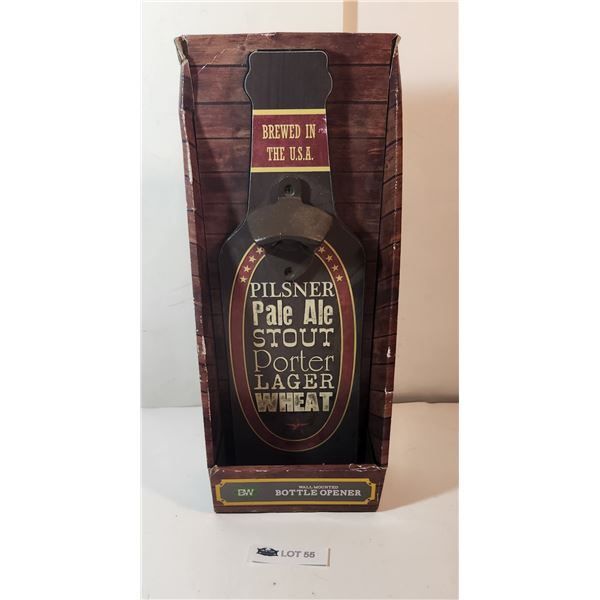 BREWED IN
THE U.S.A.
PILSNER
Pale Ale
STOUT
Porter
LAGER
WHEAT
BW
WALL-MOUNTED
BOTTLE OPENER
LOT 55